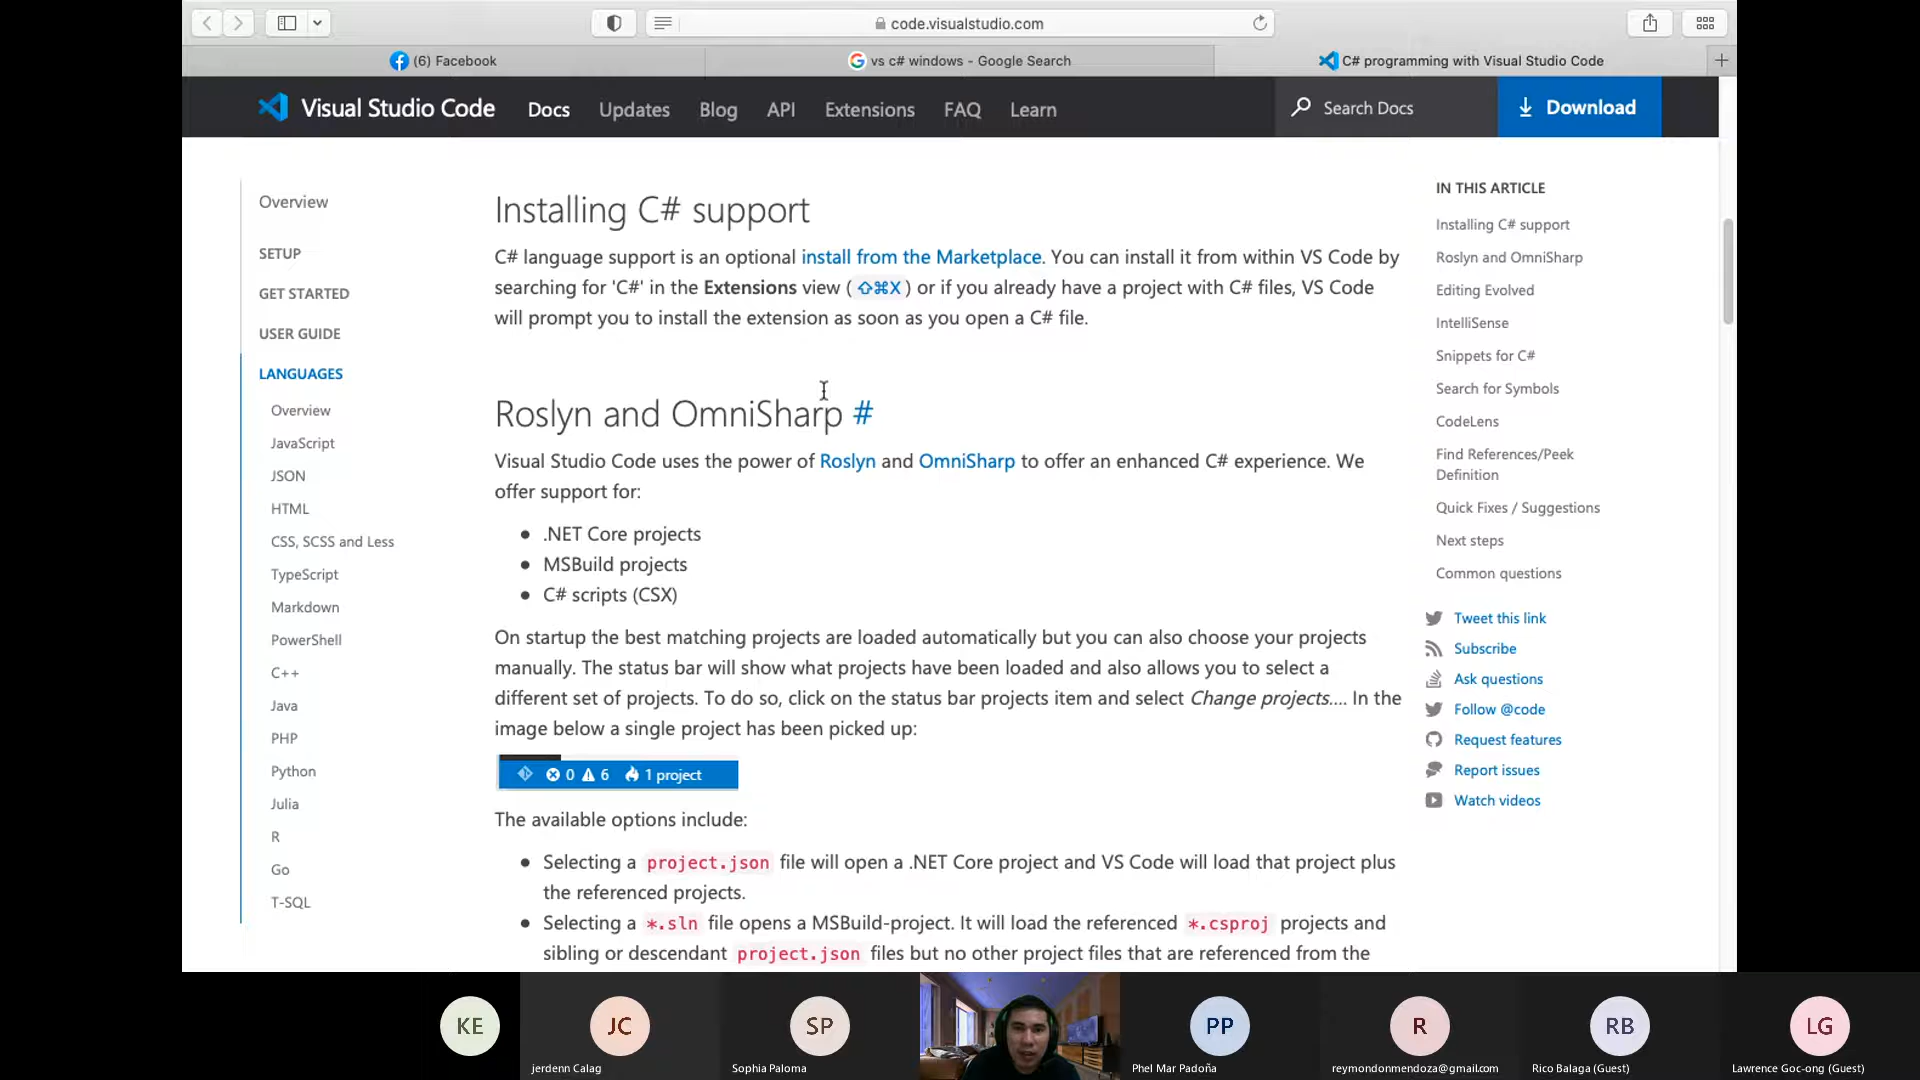 code.visualstudio.com
(6) Facebook
vs c# windows - Google Search
C# programming with Visual Studio Code
Visual Studio Code
Docs
Updates
Blog
API
Extensions
FAQ
Learn
Search Docs
Download
Overview
SETUP
GET STARTED
USER GUIDE
LANGUAGES
Overview
JavaScript
JSON
HTML
CSS, SCSS and Less
TypeScript
Markdown
PowerShell
C++
Java
PHP
Python
Julia
R
Go
T-SQL
Installing C# support
C# language support is an optional install from the Marketplace. You can install it from within VS Code by
searching for 'C#' in the Extensions view ( ⇧⌘X ) or if you already have a project with C# files, VS Code
will prompt you to install the extension as soon as you open a C# file.
Roslyn and OmniSharp #
Visual Studio Code uses the power of Roslyn and OmniSharp to offer an enhanced C# experience. We
offer support for:
• .NET Core projects
• MSBuild projects
• C# scripts (CSX)
On startup the best matching projects are loaded automatically but you can also choose your projects
manually. The status bar will show what projects have been loaded and also allows you to select a
different set of projects. To do so, click on the status bar projects item and select Change projects.... In the
image below a single project has been picked up:
0 6 1 project
The available options include:
• Selecting a project.json file will open a .NET Core project and VS Code will load that project plus
the referenced projects.
• Selecting a *.sln file opens a MSBuild-project. It will load the referenced *.csproj projects and
sibling or descendant project.json files but no other project files that are referenced from the
IN THIS ARTICLE
Installing C# support
Roslyn and OmniSharp
Editing Evolved
IntelliSense
Snippets for C#
Search for Symbols
CodeLens
Find References/Peek
Definition
Quick Fixes / Suggestions
Next steps
Common questions
Tweet this link
Subscribe
Ask questions
Follow @code
Request features
Report issues
Watch videos
KE
JC
jerdenn Calag
SP
Sophia Paloma
PP
Phel Mar Padoña
R
reymondonmendoza@gmail.com
RB
Rico Balaga (Guest)
LG
Lawrence Goc-ong (Guest)